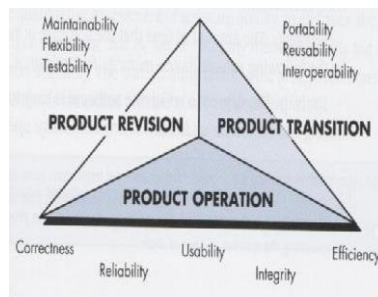 Maintainability
Flexibility
Testability
Portability
Reusability
Interoperability
PRODUCT REVISION
PRODUCT TRANSITION
PRODUCT OPERATION
Correctness
Reliability
Usability
Integrity
Efficiency